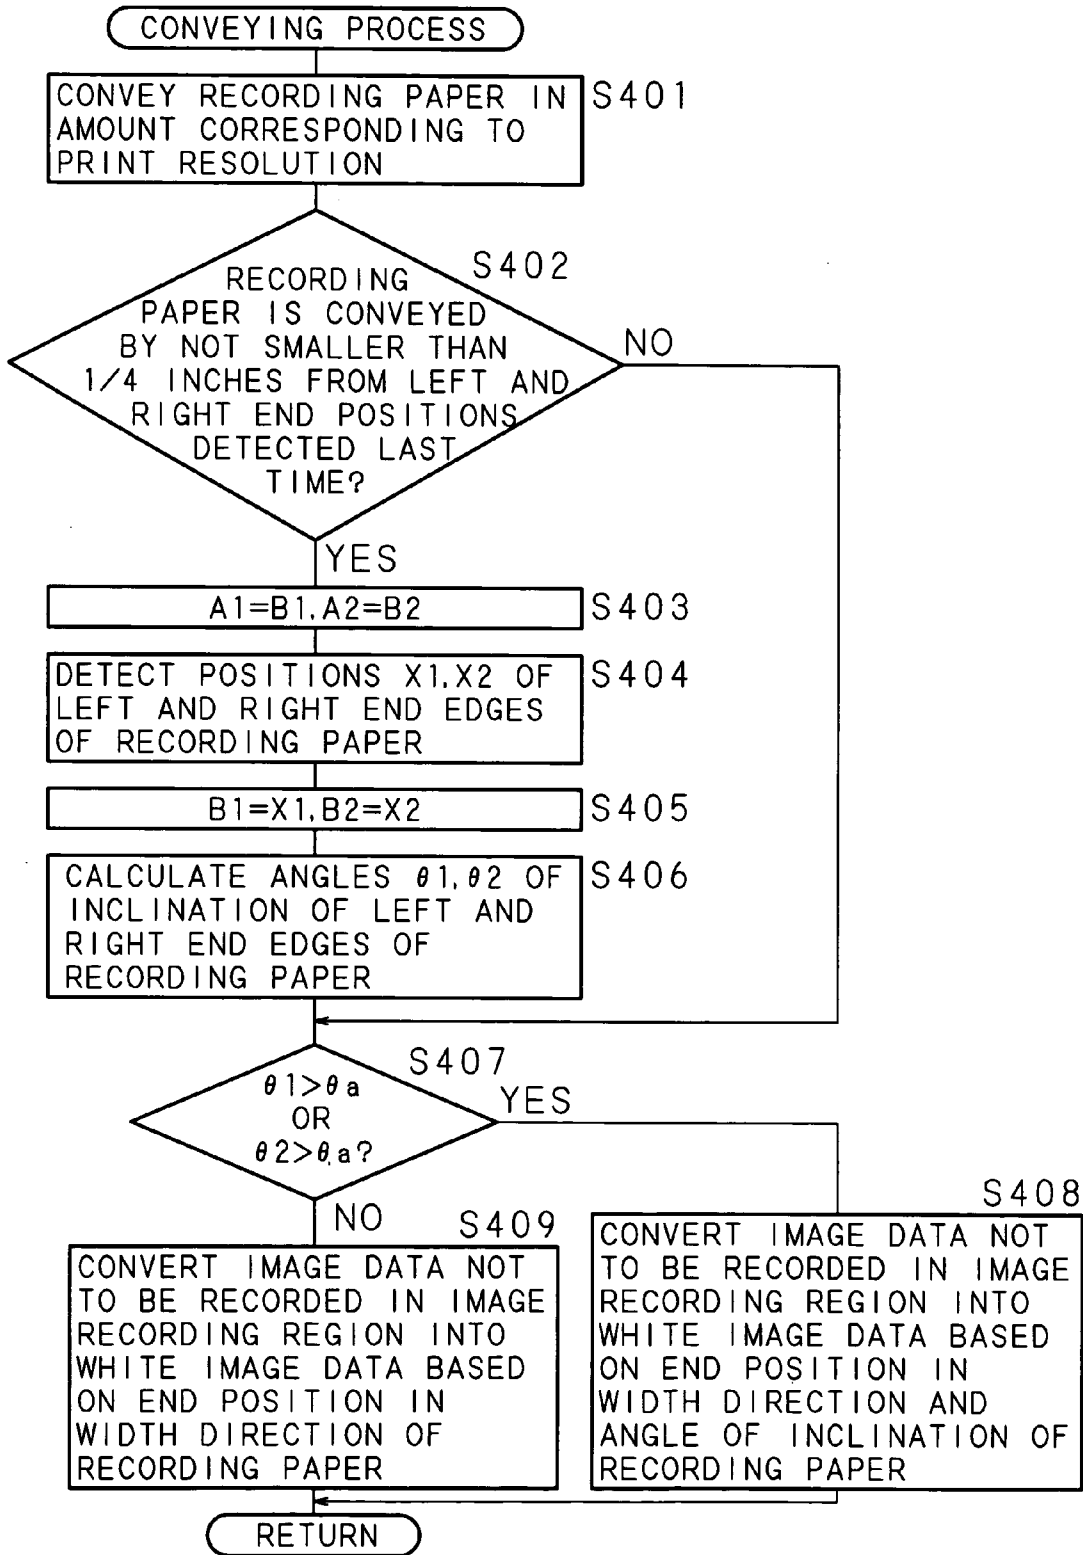 CONVEYING PROCESS
CONVEY RECORDING PAPER IN
AMOUNT CORRESPONDING TO
PRINT RESOLUTION
S401
S402
RECORDING
PAPER IS CONVEYED
BY NOT SMALLER THAN
1/4 INCHES FROM LEFT AND
RIGHT END POSITIONS
DETECTED LAST
TIME?
NO
YES
A1=B1,A2=B2
S403
DETECT POSITIONS X1,X2 OF
LEFT AND RIGHT END EDGES
OF RECORDING PAPER
S404
B1=X1,B2=X2
S405
CALCULATE ANGLES θ1,θ2 OF
INCLINATION OF LEFT AND
RIGHT END EDGES OF
RECORDING PAPER
S406
S407
θ1>θa
OR
θ2>θa?
YES
NO
S409
CONVERT IMAGE DATA NOT
TO BE RECORDED IN IMAGE
RECORDING REGION INTO
WHITE IMAGE DATA BASED
ON END POSITION IN
WIDTH DIRECTION OF
RECORDING PAPER
S408
CONVERT IMAGE DATA NOT
TO BE RECORDED IN IMAGE
RECORDING REGION INTO
WHITE IMAGE DATA BASED
ON END POSITION IN
WIDTH DIRECTION AND
ANGLE OF INCLINATION OF
RECORDING PAPER
RETURN